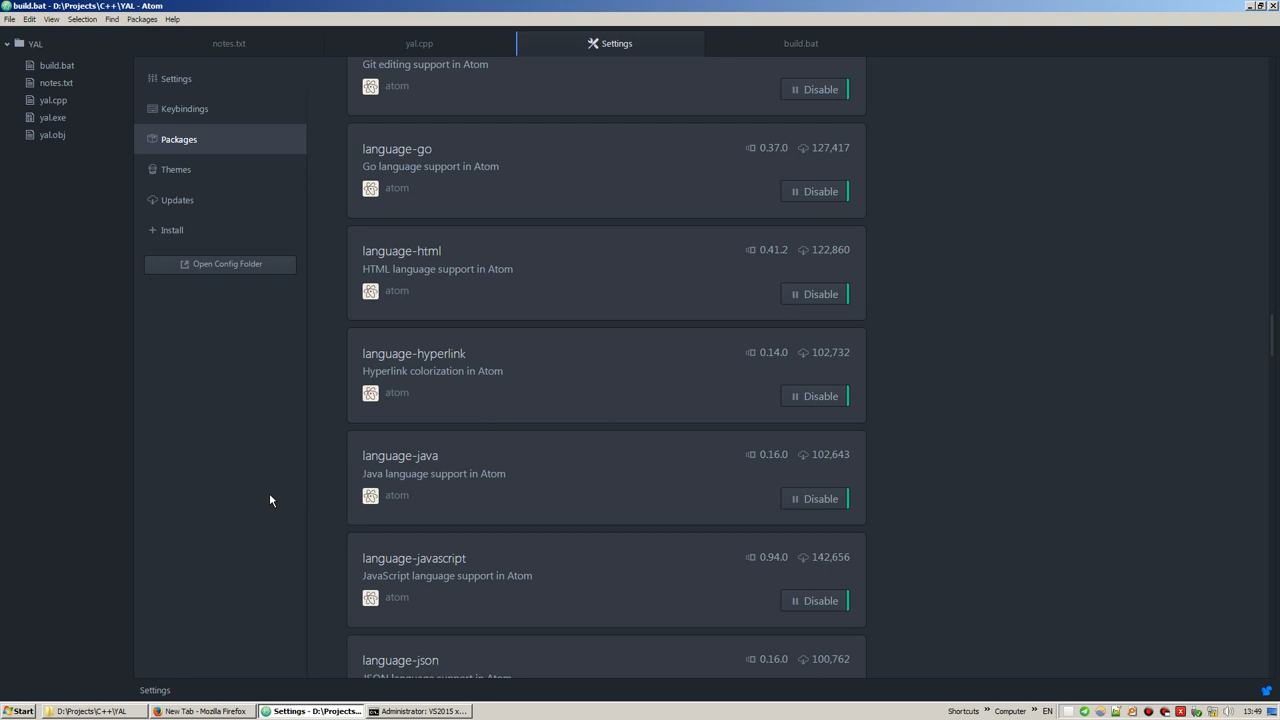 build.bat - D:\Projects\C++\YAL - Atom
File Edit View Selection Find Packages Help
YAL
build.bat
notes.txt
yal.cpp
yal.exe
yal.obj
notes.txt yal.cpp Settings build.bat
Settings
Keybindings
Packages
Themes
Updates
Install
Open Config Folder
Git editing support in Atom
atom
Disable
language-go 0.37.0 127,417
Go language support in Atom
atom
Disable
language-html 0.41.2 122,860
HTML language support in Atom
atom
Disable
language-hyperlink 0.14.0 102,732
Hyperlink colorization in Atom
atom
Disable
language-java 0.16.0 102,643
Java language support in Atom
atom
Disable
language-javascript 0.94.0 142,656
JavaScript language support in Atom
atom
Disable
language-json 0.16.0 100,762
JSON language support in Atom
Settings
Start D:\Projects\C++\YAL New Tab - Mozilla Firefox Settings - D:\Projects... Administrator: VS2015 x... Shortcuts » Computer » EN 13:49